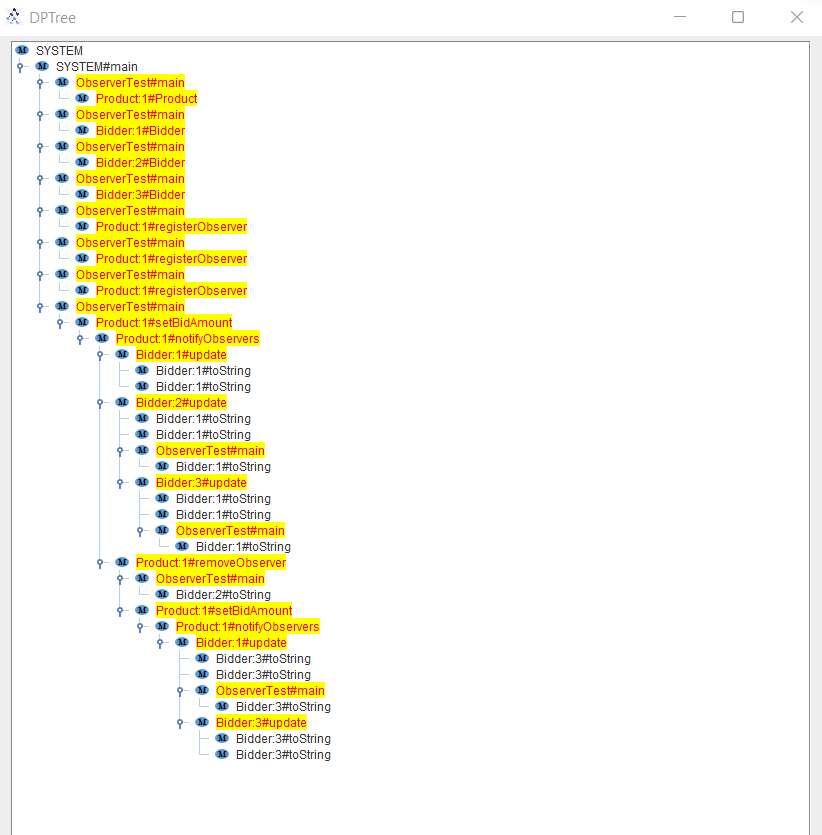 DPTree
SYSTEM
SYSTEM#main
ObserverTest#main
Product:1#Product
ObserverTest#main
Bidder:1#Bidder
ObserverTest#main
Bidder:2#Bidder
ObserverTest#main
Bidder:3#Bidder
ObserverTest#main
Product:1#registerObserver
ObserverTest#main
Product:1#registerObserver
ObserverTest#main
Product:1#registerObserver
ObserverTest#main
Product:1#setBidAmount
Product:1#notifyObservers
Bidder:1#update
Bidder:1#toString
Bidder:1#toString
Bidder:2#update
Bidder:1#toString
Bidder:1#toString
ObserverTest#main
Bidder:1#toString
Bidder:3#update
Bidder:1#toString
Bidder:1#toString
ObserverTest#main
Bidder:1#toString
Product:1#removeObserver
ObserverTest#main
Bidder:2#toString
Product:1#setBidAmount
Product:1#notifyObservers
Bidder:1#update
Bidder:3#toString
Bidder:3#toString
ObserverTest#main
Bidder:3#toString
Bidder:3#update
Bidder:3#toString
Bidder:3#toString